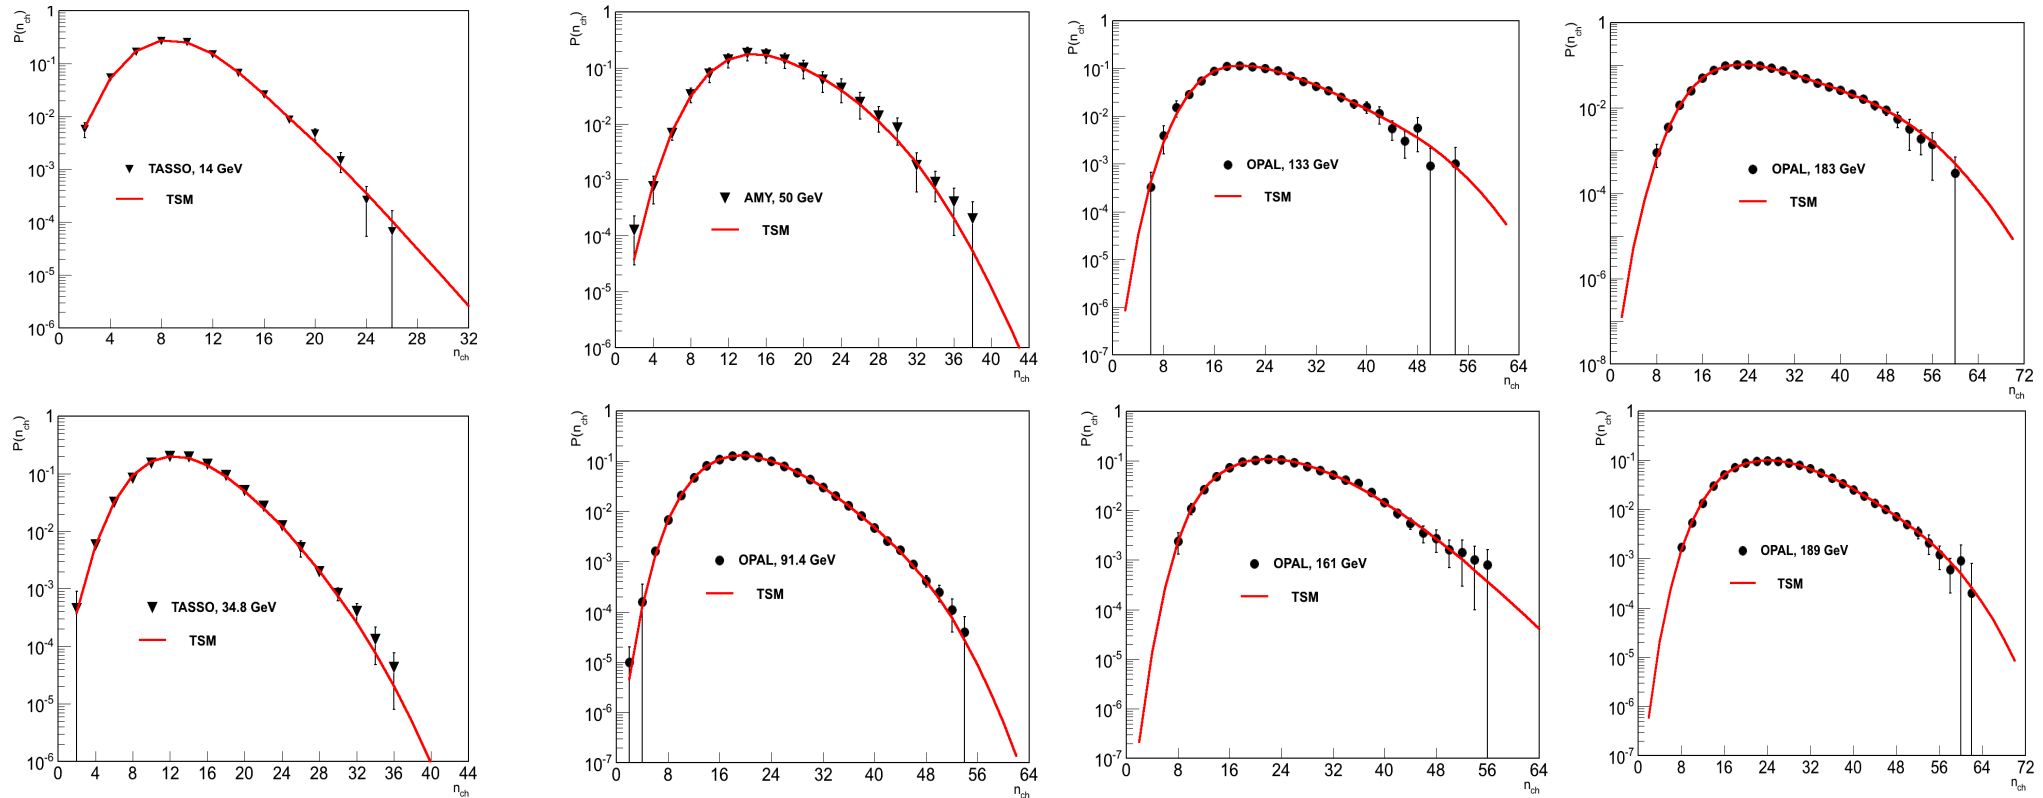 P(n_ch)
1
10^-1
10^-2
10^-3
10^-4
10^-5
10^-6
TASSO, 14 GeV
TSM
0 4 8 12 16 20 24 28 32
n_ch
P(n_ch)
1
10^-1
10^-2
10^-3
10^-4
10^-5
10^-6
AMY, 50 GeV
TSM
0 4 8 12 16 20 24 28 32 36 40 44
n_ch
P(n_ch)
1
10^-1
10^-2
10^-3
10^-4
10^-5
10^-6
10^-7
OPAL, 133 GeV
TSM
0 8 16 24 32 40 48 56 64
n_ch
P(n_ch)
1
10^-1
10^-2
10^-4
10^-6
10^-8
OPAL, 183 GeV
TSM
0 8 16 24 32 40 48 56 64 72
n_ch
P(n_ch)
1
10^-1
10^-2
10^-3
10^-4
10^-5
10^-6
TASSO, 34.8 GeV
TSM
0 4 8 12 16 20 24 28 32 36 40 44
n_ch
P(n_ch)
1
10^-1
10^-2
10^-3
10^-4
10^-5
10^-6
10^-7
OPAL, 91.4 GeV
TSM
0 8 16 24 32 40 48 56 64
n_ch
P(n_ch)
1
10^-1
10^-2
10^-3
10^-4
10^-5
10^-6
10^-7
OPAL, 161 GeV
TSM
0 8 16 24 32 40 48 56 64
n_ch
P(n_ch)
1
10^-1
10^-2
10^-3
10^-4
10^-5
10^-6
10^-7
OPAL, 189 GeV
TSM
0 8 16 24 32 40 48 56 64 72
n_ch